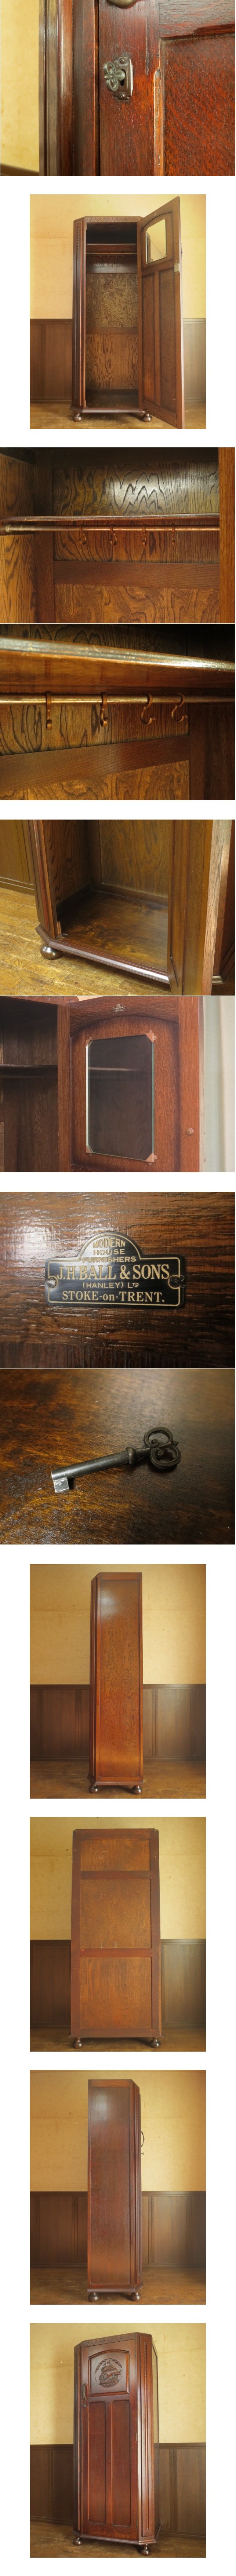 MODERN
HOUSE
FURNISHERS
J.H.BALL & SONS
(HANLEY) LTD
STOKE-on-TRENT.